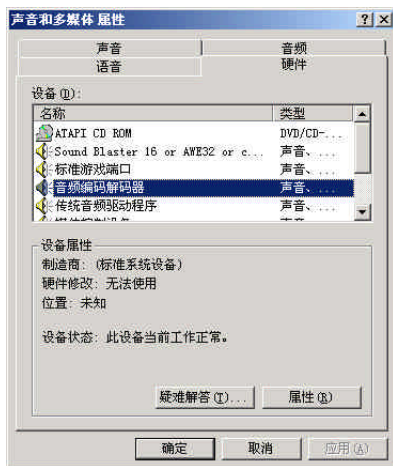 声音和多媒体 属性
声音
音频
语音
硬件
设备(D):
名称
类型
ATAPI CD ROM
DVD/CD-...
Sound Blaster 16 or AWE32 or c...
声音、...
标准游戏端口
声音、...
音频编码解码器
声音、...
传统音频驱动程序
声音、...
设备属性
制造商: (标准系统设备)
硬件修改: 无法使用
位置: 未知
设备状态: 此设备当前工作正常。
疑难解答(T)...
属性(R)
确定
取消
应用(A)